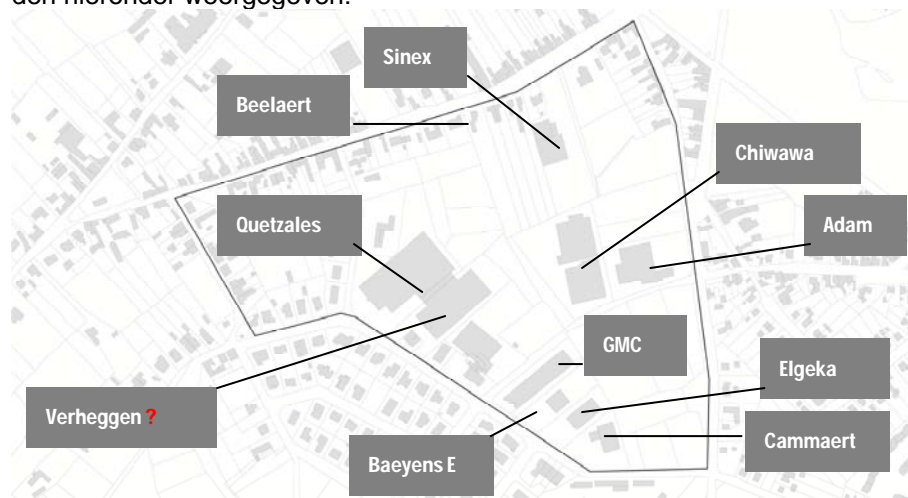 den hieronder weergegeven.
Sinex
Beelaert
Chiwawa
Quetzales
Adam
GMC
Elgeka
Verheggen ?
Cammaert
Baeyens E